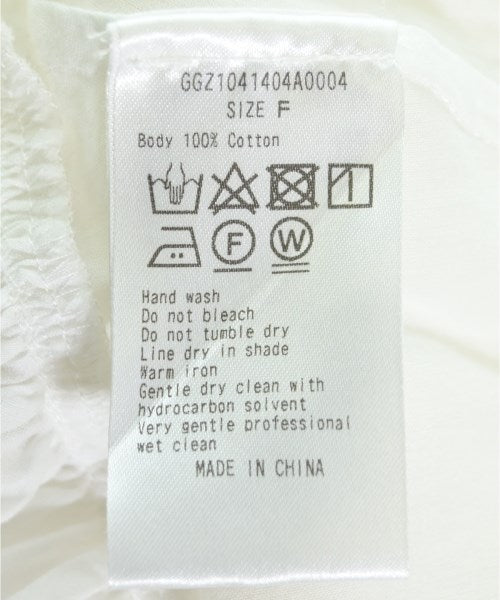 GGZ1041404A0004
SIZE F
Body 100% Cotton
F W
Hand wash
Do not bleach
Do not tumble dry
Line dry in shade
Warm iron
Gentle dry clean with
hydrocarbon solvent
Very gentle professional
wet clean
MADE IN CHINA